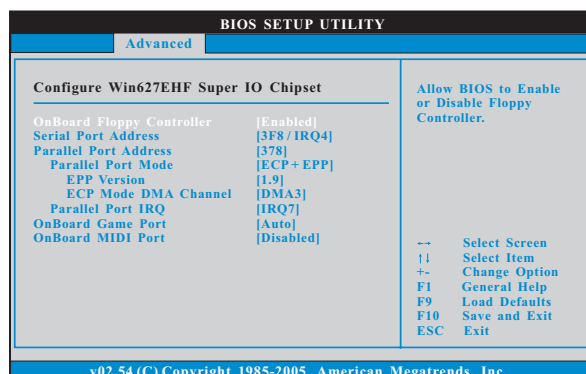 BIOS SETUP UTILITY
Advanced
Configure Win627EHF Super IO Chipset
OnBoard Floppy Controller [Enabled]
Serial Port Address [3F8 / IRQ4]
Parallel Port Address [378]
Parallel Port Mode [ECP + EPP]
EPP Version [1.9]
ECP Mode DMA Channel [DMA3]
Parallel Port IRQ [IRQ7]
OnBoard Game Port [Auto]
OnBoard MIDI Port [Disabled]
Allow BIOS to Enable
or Disable Floppy
Controller.
←→ Select Screen
↑↓ Select Item
+- Change Option
F1 General Help
F9 Load Defaults
F10 Save and Exit
ESC Exit
v02.54 (C) Copyright 1985-2005, American Megatrends, Inc.